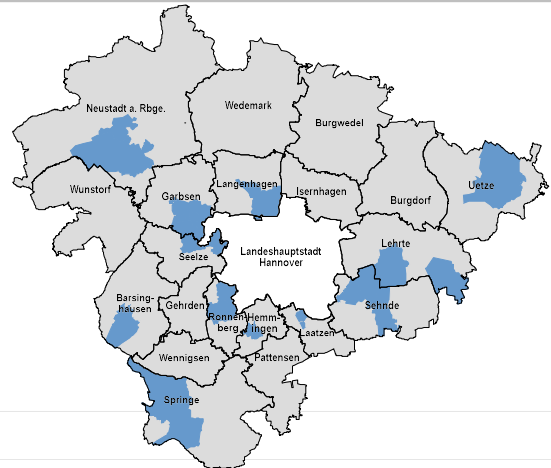 Neustadt a. Rbge.
Wedemark
Burgwedel
Wunstorf
Garbsen
Langenhagen
Isernhagen
Burgdorf
Uetze
Seelze
Landeshauptstadt
Hannover
Lehrte
Barsing-
hausen
Gehrden
Ronnen-
berg
Hemm-
lingen
Laatzen
Sehnde
Wennigsen
Pattensen
Springe